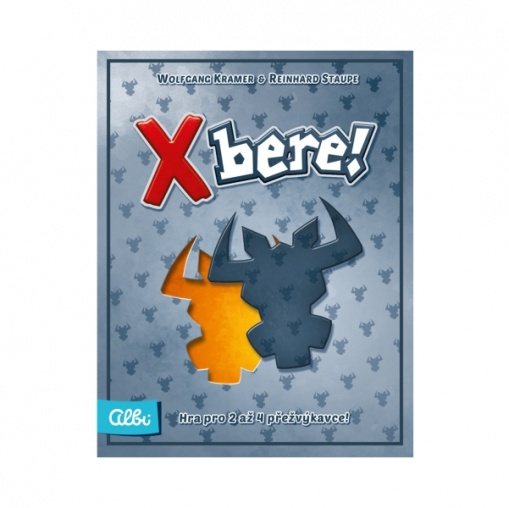 Wolfgang Kramer & Reinhard Staupe
X bere!
Hra pro 2 až 4 přežvýkavce!
Albi